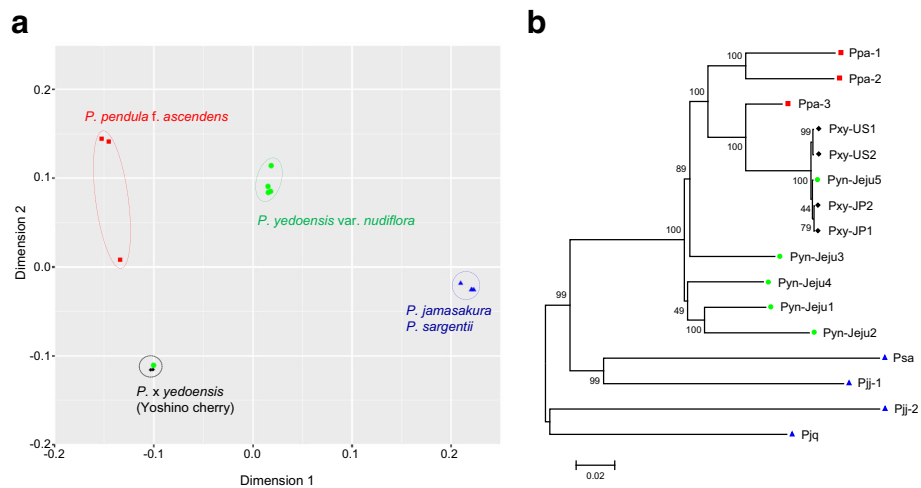 a
0.2
0.1
0.0
-0.1
-0.2
-0.2
-0.1
0.0
0.1
0.2
Dimension 2
Dimension 1
P. pendula f. ascendens
P. yedoensis var. nudiflora
P. jamasakura
P. sargentii
P. x yedoensis
(Yoshino cherry)
b
100
100
100
99
100
44
79
89
100
49
100
99
99
Ppa-1
Ppa-2
Ppa-3
Pxy-US1
Pxy-US2
Pyn-Jeju5
Pxy-JP2
Pxy-JP1
Pyn-Jeju3
Pyn-Jeju4
Pyn-Jeju1
Pyn-Jeju2
Psa
Pjj-1
Pjj-2
Pjq
0.02